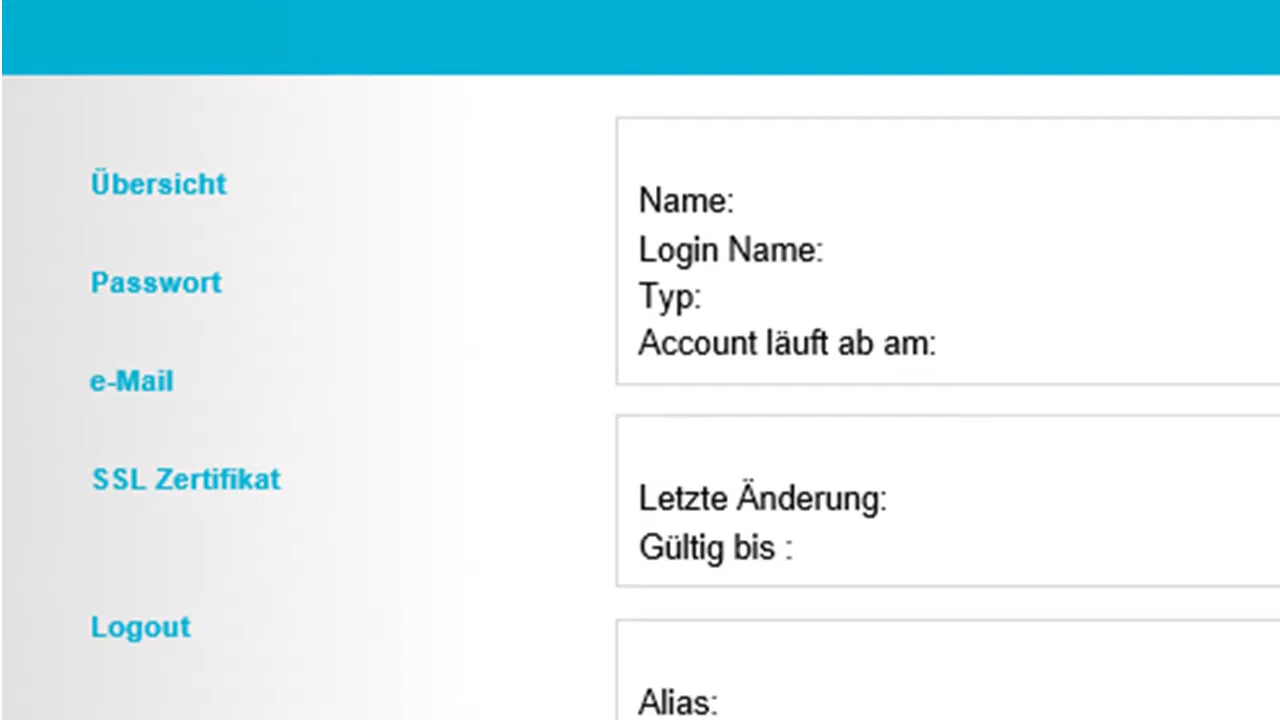 Übersicht
Passwort
e-Mail
SSL Zertifikat
Logout
Name:
Login Name:
Typ:
Account läuft ab am:
Letzte Änderung:
Gültig bis :
Alias: